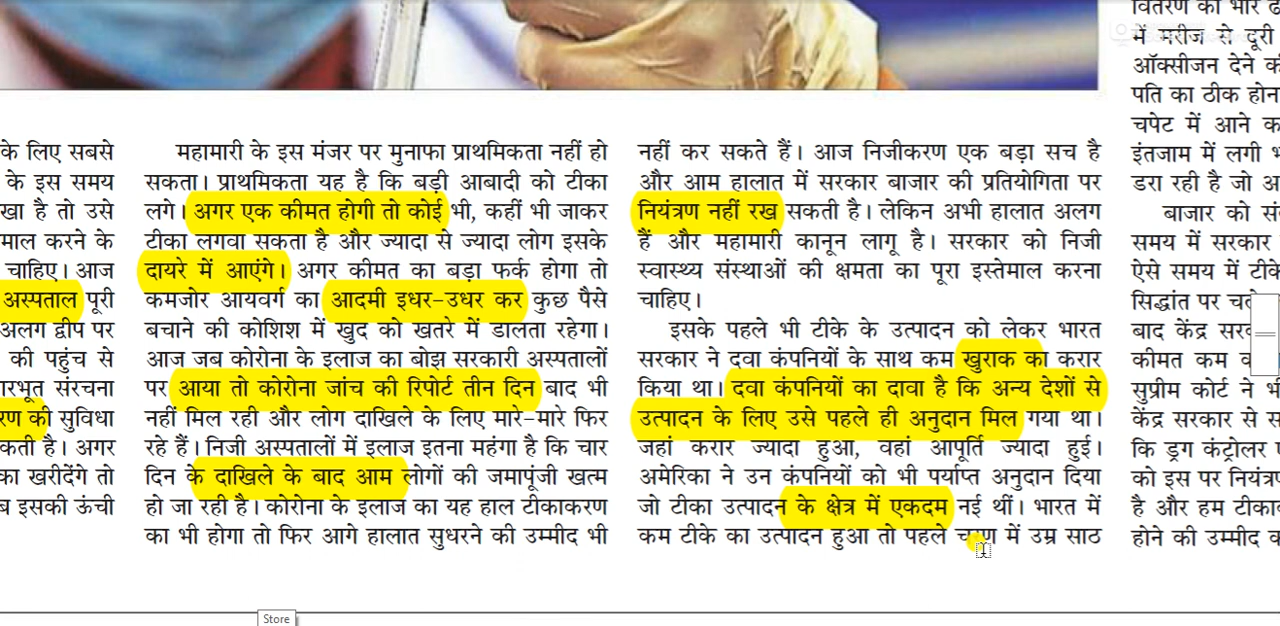 के लिए सबसे
के इस समय
खा है तो उसे
माल करने के
चाहिए। आज
अस्पताल पूरी
अलग द्वीप पर
की पहुंच से
रभूत संरचना
रण की सुविधा
कती है। अगर
का खरीदेंगे तो
ब इसकी ऊंची
महामारी के इस मंजर पर मुनाफा प्राथमिकता नहीं हो
सकता। प्राथमिकता यह है कि बड़ी आबादी को टीका
लगे। अगर एक कीमत होगी तो कोई भी, कहीं भी जाकर
टीका लगवा सकता है और ज्यादा से ज्यादा लोग इसके
दायरे में आएंगे। अगर कीमत का बड़ा फर्क होगा तो
कमजोर आयवर्ग का आदमी इधर-उधर कर कुछ पैसे
बचाने की कोशिश में खुद को खतरे में डालता रहेगा।
आज जब कोरोना के इलाज का बोझ सरकारी अस्पतालों
पर आया तो कोरोना जांच की रिपोर्ट तीन दिन बाद भी
नहीं मिल रही और लोग दाखिले के लिए मारे-मारे फिर
रहे हैं। निजी अस्पतालों में इलाज इतना महंगा है कि चार
दिन के दाखिले के बाद आम लोगों की जमापूंजी खत्म
हो जा रही है। कोरोना के इलाज का यह हाल टीकाकरण
का भी होगा तो फिर आगे हालात सुधरने की उम्मीद भी
नहीं कर सकते हैं। आज निजीकरण एक बड़ा सच है
और आम हालात में सरकार बाजार की प्रतियोगिता पर
नियंत्रण नहीं रख सकती है। लेकिन अभी हालात अलग
हैं और महामारी कानून लागू है। सरकार को निजी
स्वास्थ्य संस्थाओं की क्षमता का पूरा इस्तेमाल करना
चाहिए।
इसके पहले भी टीके के उत्पादन को लेकर भारत
सरकार ने दवा कंपनियों के साथ कम खुराक का करार
किया था। दवा कंपनियों का दावा है कि अन्य देशों से
उत्पादन के लिए उसे पहले ही अनुदान मिल गया था।
जहां करार ज्यादा हुआ, वहां आपूर्ति ज्यादा हुई।
अमेरिका ने उन कंपनियों को भी पर्याप्त अनुदान दिया
जो टीका उत्पादन के क्षेत्र में एकदम नई थीं। भारत में
कम टीके का उत्पादन हुआ तो पहले चरण में उम्र साठ
वितरण का भार
में मरीज से दूरी
ऑक्सीजन देने क
पति का ठीक होन
चपेट में आने क
इंतजाम में लगी भ
डरा रही है जो अ
बाजार को सं
समय में सरकार
ऐसे समय में टीके
सिद्धांत पर च
बाद केंद्र सर
कीमत कम
सुप्रीम कोर्ट ने भ
केंद्र सरकार से स
कि ड्रग कंट्रोलर
को इस पर नियंत्र
है और हम टीका
होने की उम्मीद क
Store